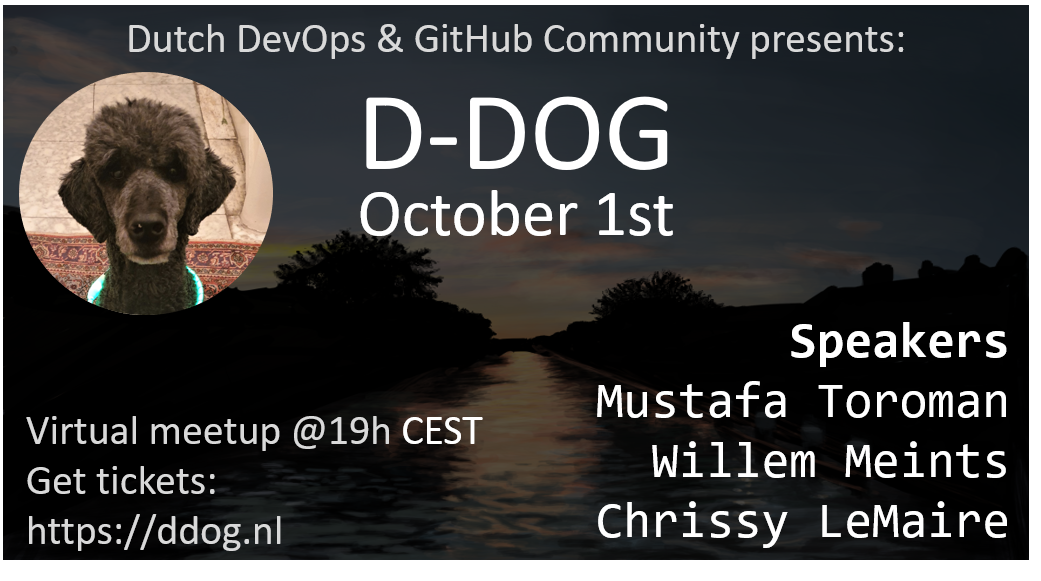 Dutch DevOps & GitHub Community presents:
D-DOG
October 1st
Speakers
Mustafa Toroman
Willem Meints
Chrissy LeMaire
Virtual meetup @19h CEST
Get tickets:
https://ddog.nl